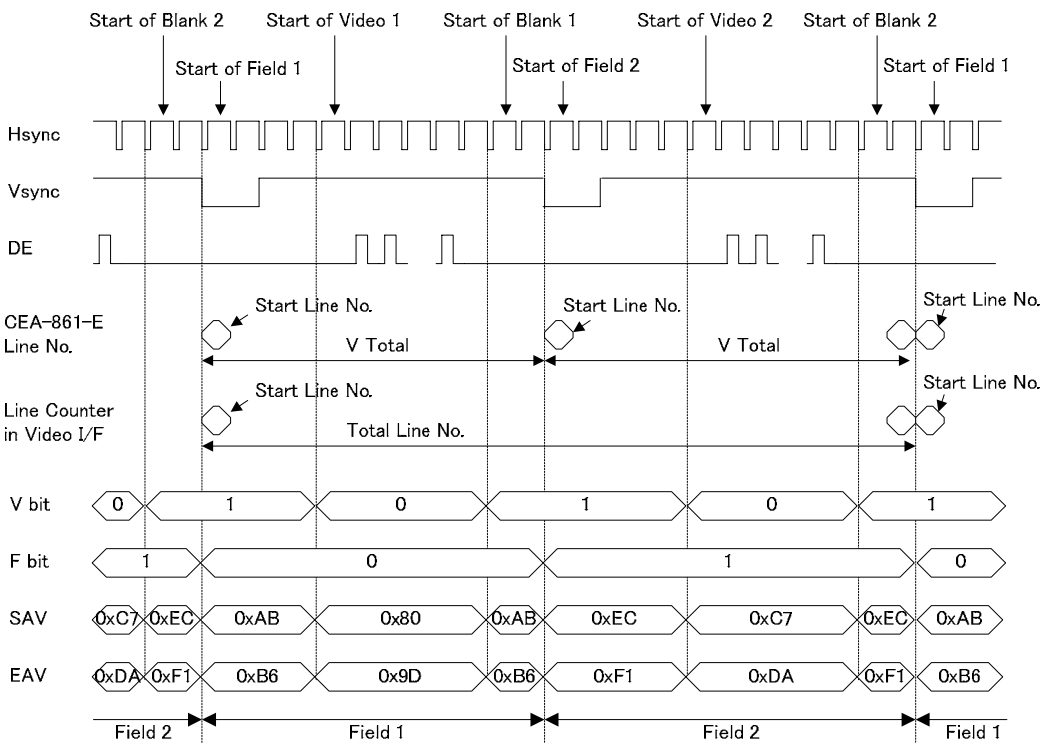 Start of Blank 2 Start of Video 1 Start of Blank 1 Start of Video 2 Start of Blank 2
Start of Field 1 Start of Field 2 Start of Field 1
Hsync
Vsync
DE
CEA-861-E
Line No.
Start Line No. Start Line No. Start Line No.
V Total V Total
Line Counter
in Video I/F
Start Line No. Start Line No.
Total Line No.
V bit 0 1 0 1 0 1
F bit 1 0 1 0
SAV 0xC7 0xEC 0xAB 0x80 0xAB 0xEC 0xC7 0xEC 0xAB
EAV 0xDA 0xF1 0xB6 0x9D 0xB6 0xF1 0xDA 0xF1 0xB6
Field 2 Field 1 Field 2 Field 1